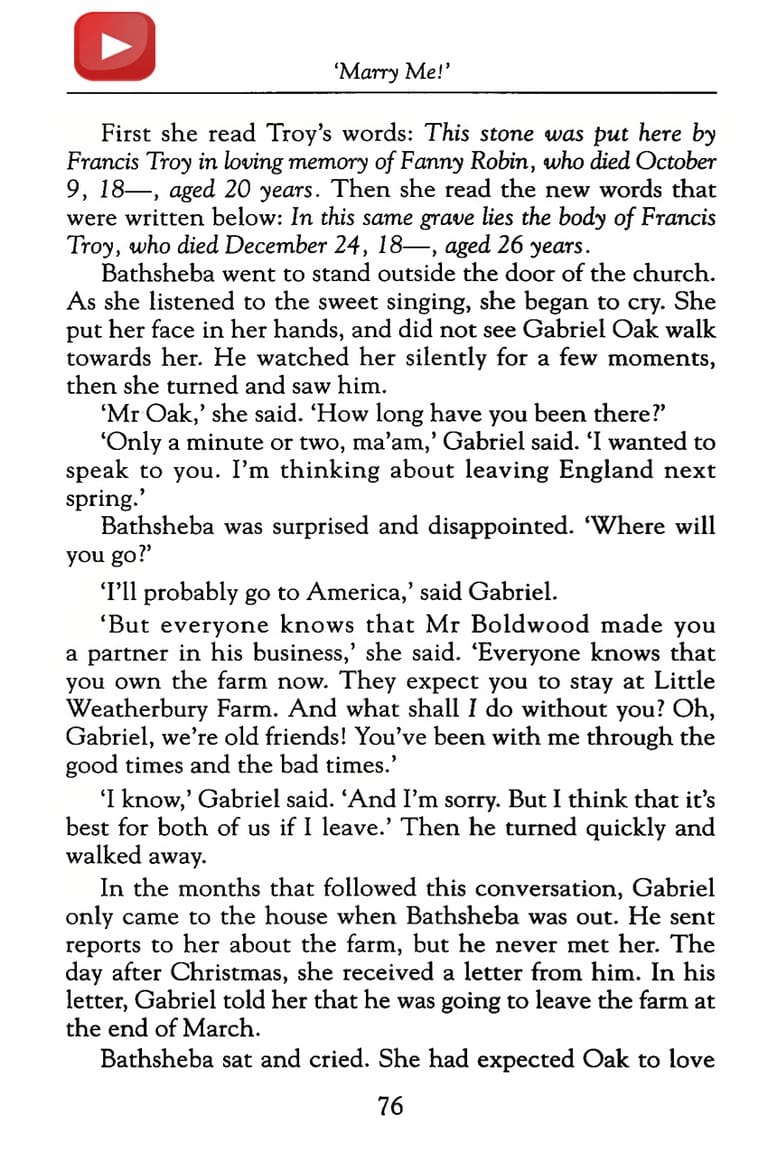 ‘Marry Me!’
First she read Troy’s words: This stone was put here by
Francis Troy in loving memory of Fanny Robin, who died October
9, 18—, aged 20 years. Then she read the new words that
were written below: In this same grave lies the body of Francis
Troy, who died December 24, 18—, aged 26 years.
Bathsheba went to stand outside the door of the church.
As she listened to the sweet singing, she began to cry. She
put her face in her hands, and did not see Gabriel Oak walk
towards her. He watched her silently for a few moments,
then she turned and saw him.
‘Mr Oak,’ she said. ‘How long have you been there?’
‘Only a minute or two, ma’am,’ Gabriel said. ‘I wanted to
speak to you. I’m thinking about leaving England next
spring.’
Bathsheba was surprised and disappointed. ‘Where will
you go?’
‘I’ll probably go to America,’ said Gabriel.
‘But everyone knows that Mr Boldwood made you
a partner in his business,’ she said. ‘Everyone knows that
you own the farm now. They expect you to stay at Little
Weatherbury Farm. And what shall I do without you? Oh,
Gabriel, we’re old friends! You’ve been with me through the
good times and the bad times.’
‘I know,’ Gabriel said. ‘And I’m sorry. But I think that it’s
best for both of us if I leave.’ Then he turned quickly and
walked away.
In the months that followed this conversation, Gabriel
only came to the house when Bathsheba was out. He sent
reports to her about the farm, but he never met her. The
day after Christmas, she received a letter from him. In his
letter, Gabriel told her that he was going to leave the farm at
the end of March.
Bathsheba sat and cried. She had expected Oak to love
76